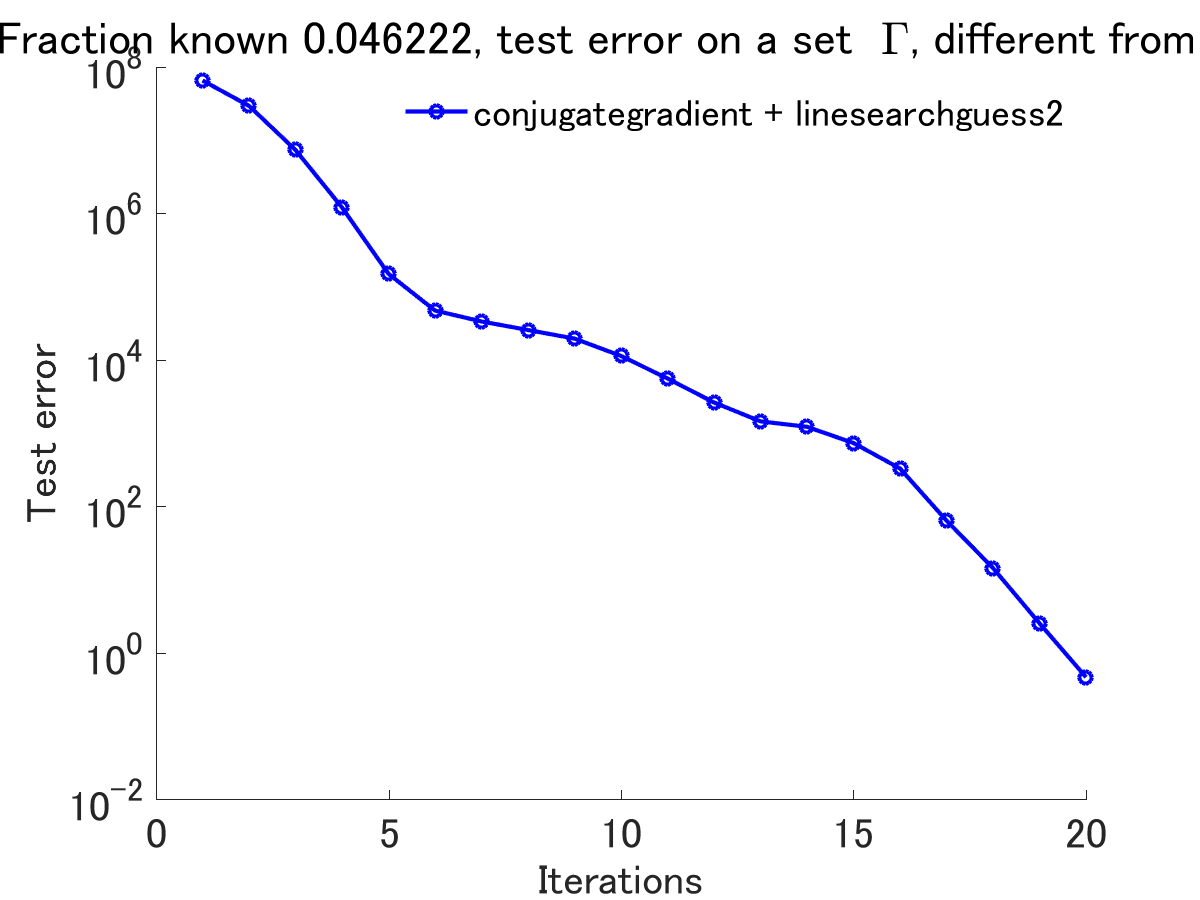 Fraction known 0.046222, test error on a set Γ, different from
10^8
conjugategradient + linesearchguess2
10^6
10^4
10^2
10^0
10^-2
Test error
0 5 10 15 20
Iterations